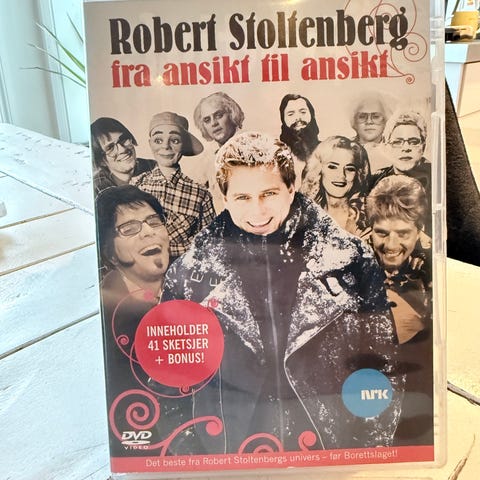 Robert Stoltenberg
fra ansikt til ansikt
INNEHOLDER
41 SKETSJER
+ BONUS!
NRK
DVD
VIDEO
Det beste fra Robert Stoltenbergs univers – før Borettslaget!